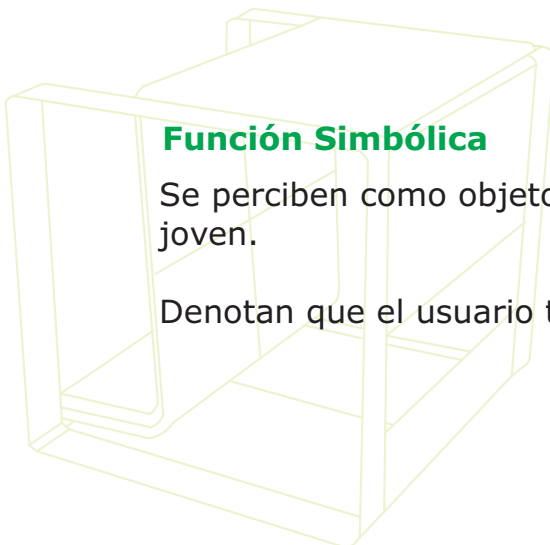 Función Simbólica
Se perciben como objeto
joven.
Denotan que el usuario t